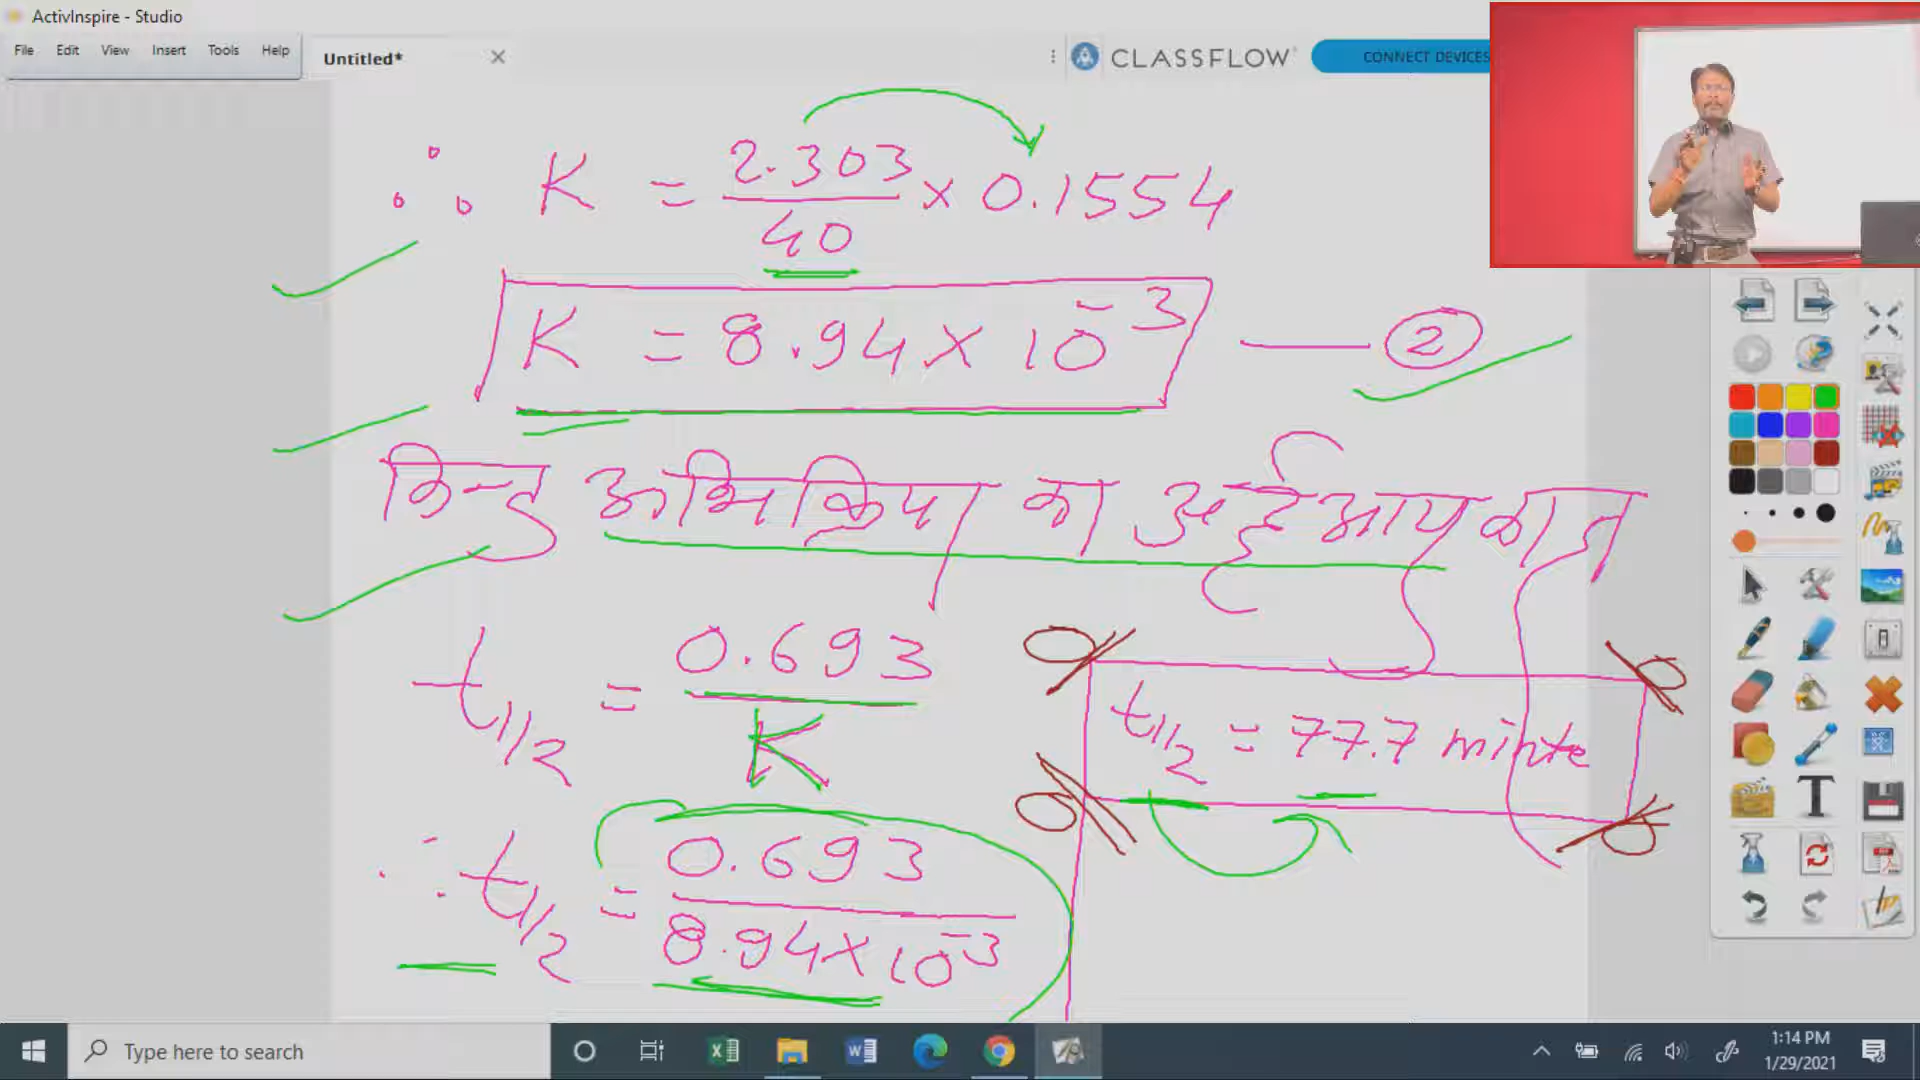 ActivInspire - Studio
File Edit View Insert Tools Help
Untitled*
CLASSFLOW
CONNECT DEVICES
∴ K = 2.303/40 × 0.1554
K = 8.94 × 10⁻³ —— ②
किन्तु अभिक्रिया का अर्द्धआयुकाल
t1/2 = 0.693/K
t1/2 = 77.7 minte
∴ t1/2 = 0.693/8.94×10⁻³
Type here to search
1:14 PM
1/29/2021